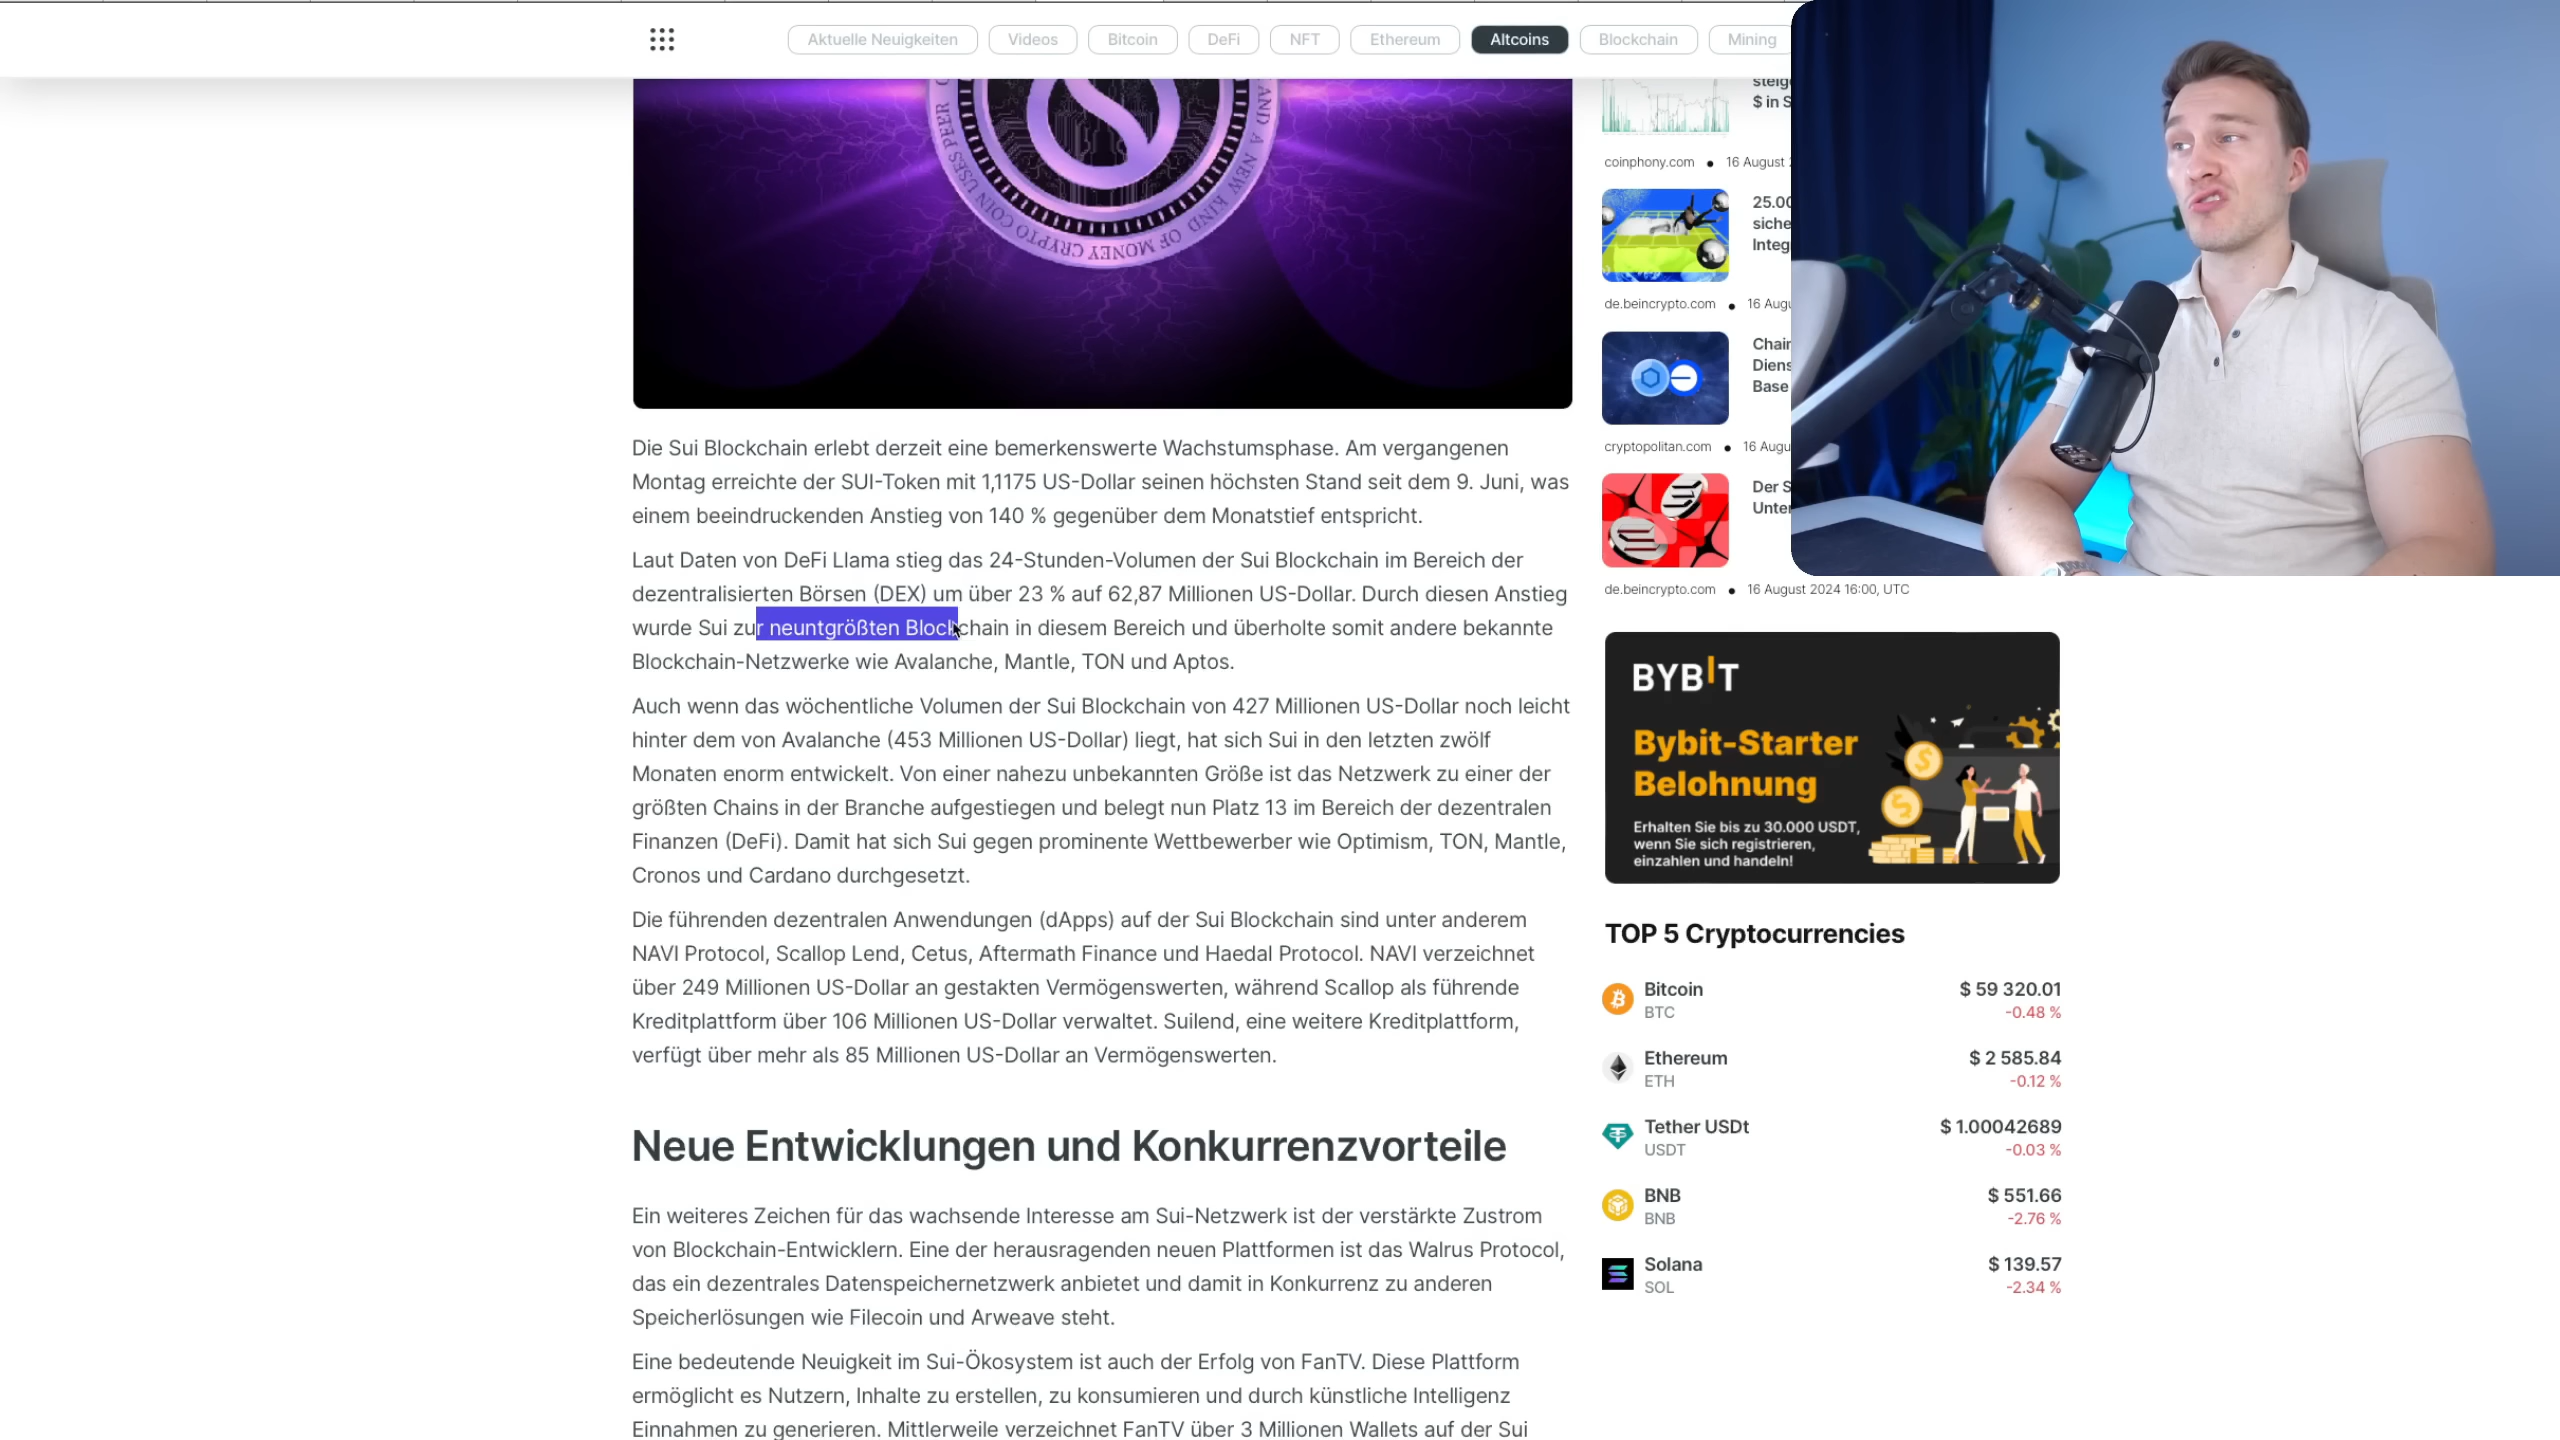 Aktuelle Neuigkeiten
Videos
Bitcoin
DeFi
NFT
Ethereum
Altcoins
Blockchain
Mining
AND A NEW KIND OF MONEY CRYPTO COIN USES PEER
Die Sui Blockchain erlebt derzeit eine bemerkenswerte Wachstumsphase. Am vergangenen
Montag erreichte der SUI-Token mit 1,1175 US-Dollar seinen höchsten Stand seit dem 9. Juni, was
einem beeindruckenden Anstieg von 140 % gegenüber dem Monatstief entspricht.
Laut Daten von DeFi Llama stieg das 24-Stunden-Volumen der Sui Blockchain im Bereich der
dezentralisierten Börsen (DEX) um über 23 % auf 62,87 Millionen US-Dollar. Durch diesen Anstieg
wurde Sui zur neuntgrößten Blockchain in diesem Bereich und überholte somit andere bekannte
Blockchain-Netzwerke wie Avalanche, Mantle, TON und Aptos.
Auch wenn das wöchentliche Volumen der Sui Blockchain von 427 Millionen US-Dollar noch leicht
hinter dem von Avalanche (453 Millionen US-Dollar) liegt, hat sich Sui in den letzten zwölf
Monaten enorm entwickelt. Von einer nahezu unbekannten Größe ist das Netzwerk zu einer der
größten Chains in der Branche aufgestiegen und belegt nun Platz 13 im Bereich der dezentralen
Finanzen (DeFi). Damit hat sich Sui gegen prominente Wettbewerber wie Optimism, TON, Mantle,
Cronos und Cardano durchgesetzt.
Die führenden dezentralen Anwendungen (dApps) auf der Sui Blockchain sind unter anderem
NAVI Protocol, Scallop Lend, Cetus, Aftermath Finance und Haedal Protocol. NAVI verzeichnet
über 249 Millionen US-Dollar an gestakten Vermögenswerten, während Scallop als führende
Kreditplattform über 106 Millionen US-Dollar verwaltet. Suilend, eine weitere Kreditplattform,
verfügt über mehr als 85 Millionen US-Dollar an Vermögenswerten.
Neue Entwicklungen und Konkurrenzvorteile
Ein weiteres Zeichen für das wachsende Interesse am Sui-Netzwerk ist der verstärkte Zustrom
von Blockchain-Entwicklern. Eine der herausragenden neuen Plattformen ist das Walrus Protocol,
das ein dezentrales Datenspeichernetzwerk anbietet und damit in Konkurrenz zu anderen
Speicherlösungen wie Filecoin und Arweave steht.
Eine bedeutende Neuigkeit im Sui-Ökosystem ist auch der Erfolg von FanTV. Diese Plattform
ermöglicht es Nutzern, Inhalte zu erstellen, zu konsumieren und durch künstliche Intelligenz
Einnahmen zu generieren. Mittlerweile verzeichnet FanTV über 3 Millionen Wallets auf der Sui
steig
$ in S
coinphony.com • 16 August
25.00
siche
Integ
de.beincrypto.com • 16 Augu
Chain
Diens
Base
cryptopolitan.com • 16 Augu
Der S
Unter
de.beincrypto.com • 16 August 2024 16:00, UTC
BYBIT
Bybit-Starter
Belohnung
Erhalten Sie bis zu 30.000 USDT,
wenn Sie sich registrieren,
einzahlen und handeln!
TOP 5 Cryptocurrencies
Bitcoin $ 59 320.01
BTC -0.48 %
Ethereum $ 2 585.84
ETH -0.12 %
Tether USDt $ 1.00042689
USDT -0.03 %
BNB $ 551.66
BNB -2.76 %
Solana $ 139.57
SOL -2.34 %